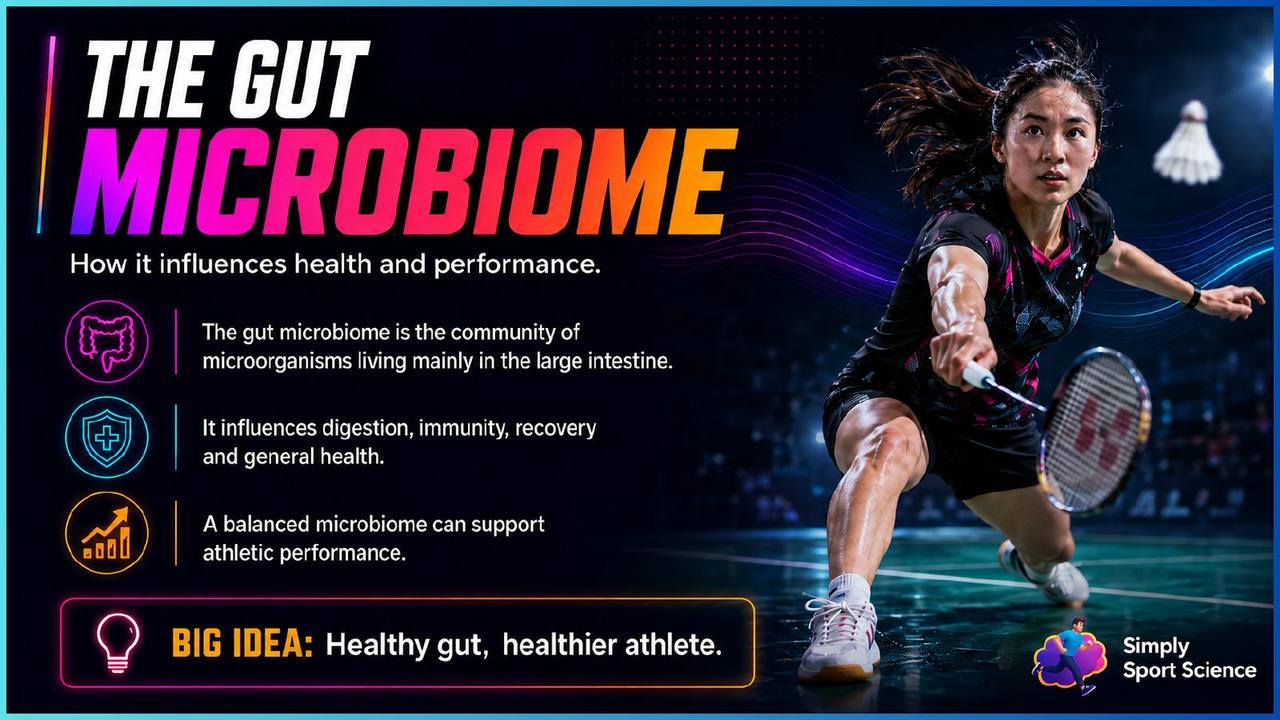 THE GUT
MICROBIOME
How it influences health and performance.
The gut microbiome is the community of
microorganisms living mainly in the large intestine.
It influences digestion, immunity, recovery
and general health.
A balanced microbiome can support
athletic performance.
BIG IDEA: Healthy gut, healthier athlete.
Simply
Sport Science